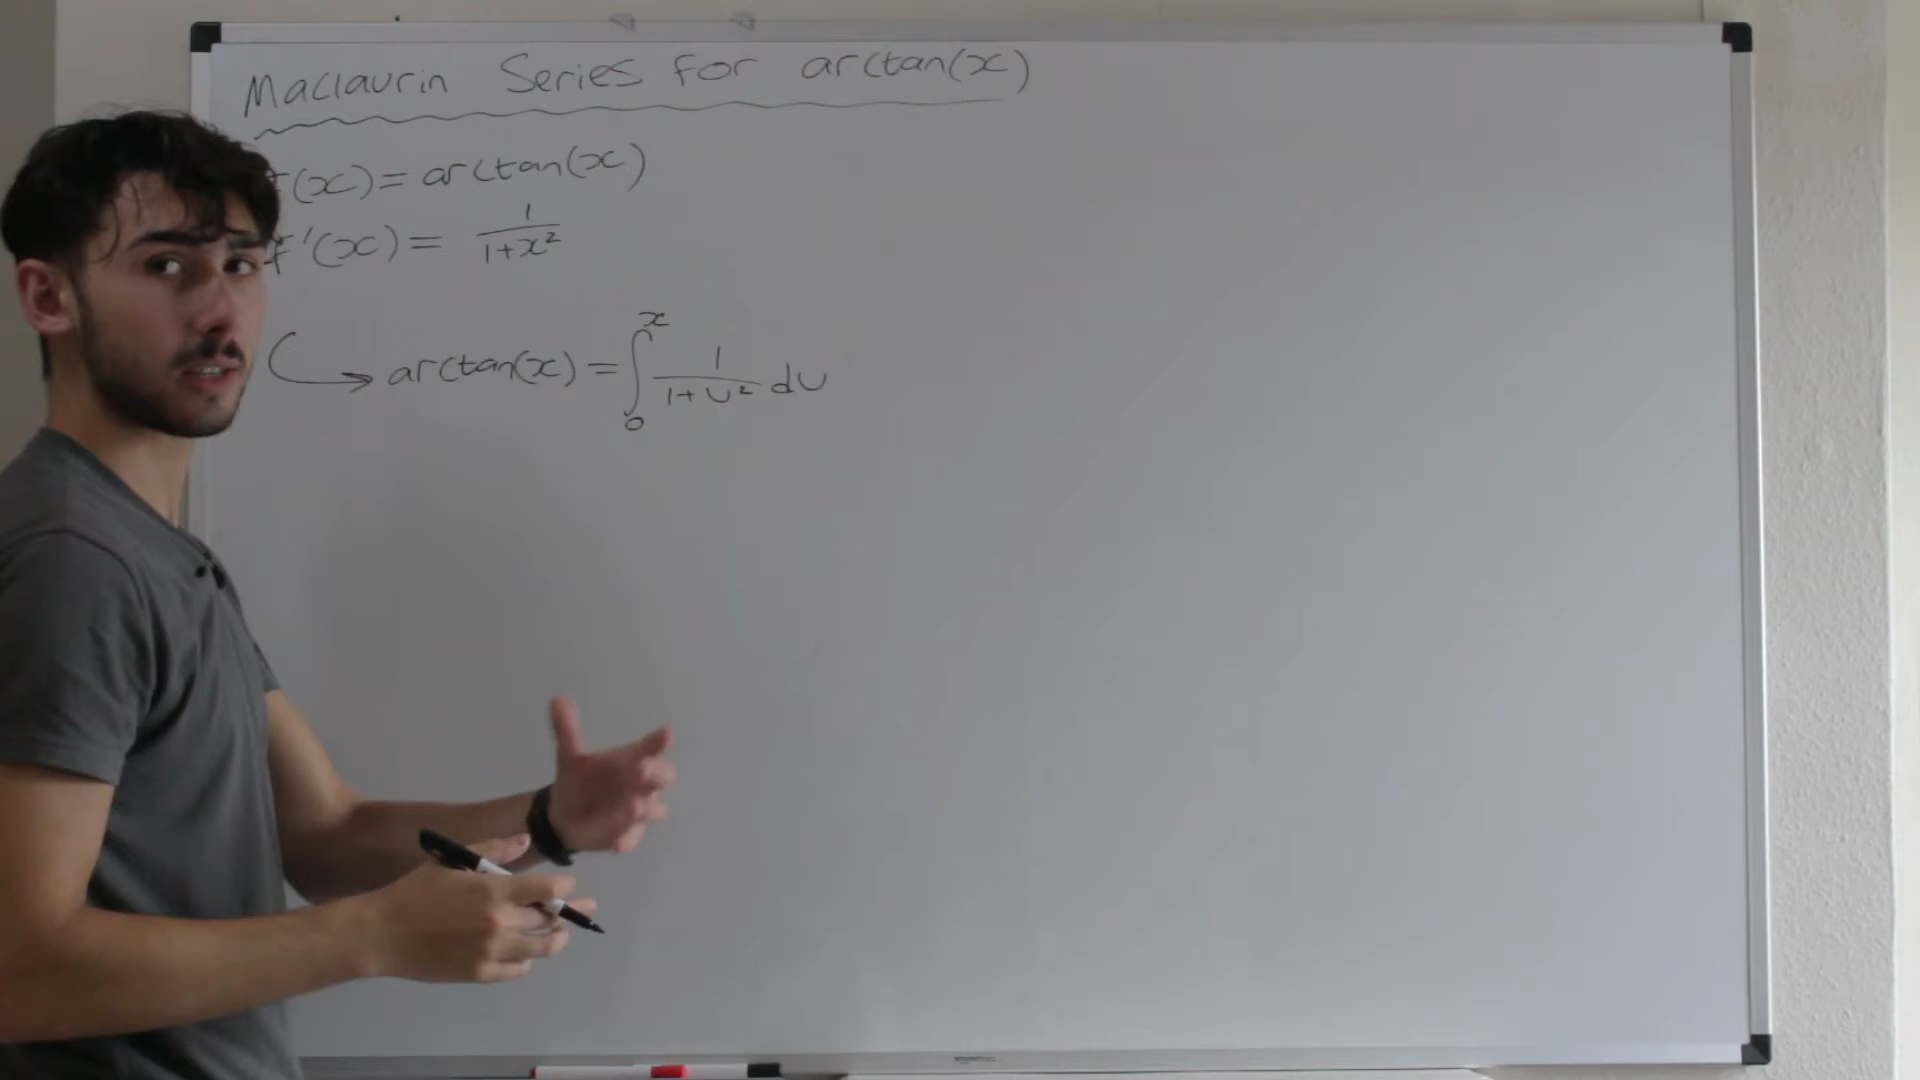 Maclaurin Series for arctan(x)
f(x) = arctan(x)
f'(x) = 1/(1+x²)
arctan(x) = ∫₀ˣ 1/(1+u²) du